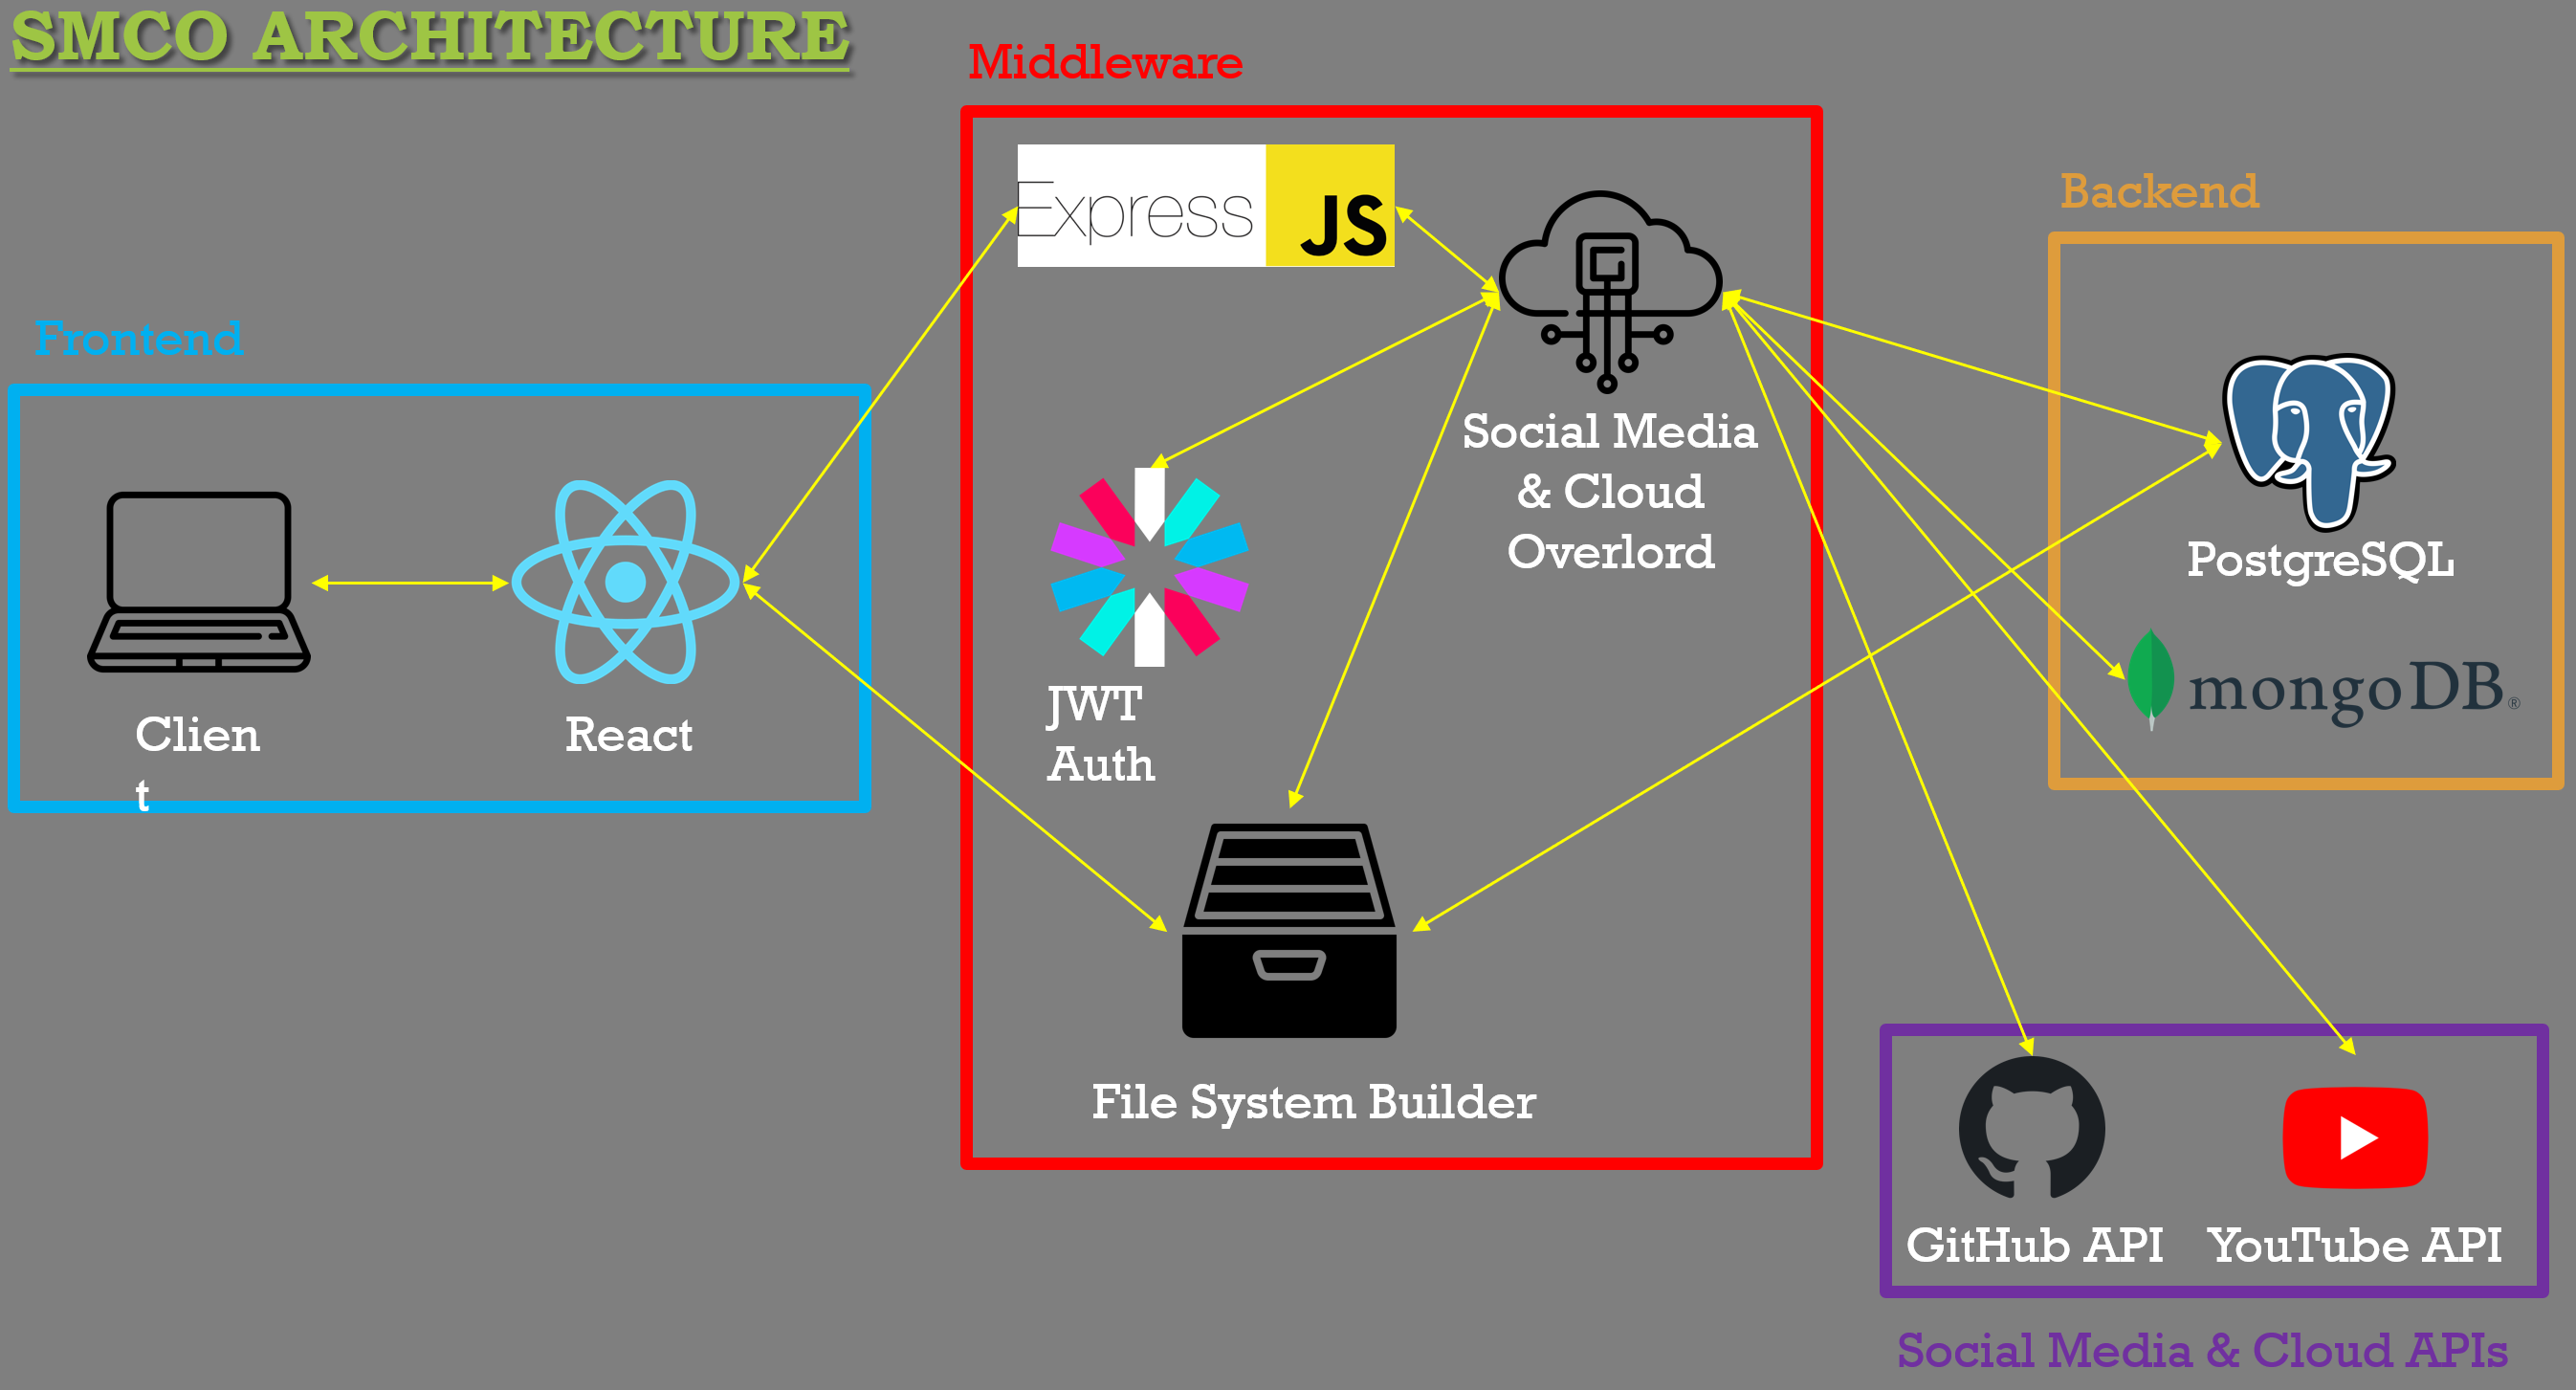 SMCO ARCHITECTURE
Middleware
Express
JS
Backend
Frontend
Social Media
& Cloud
Overlord
PostgreSQL
JWT
Auth
mongoDB®
Clien
t
React
File System Builder
GitHub API
YouTube API
Social Media & Cloud APIs